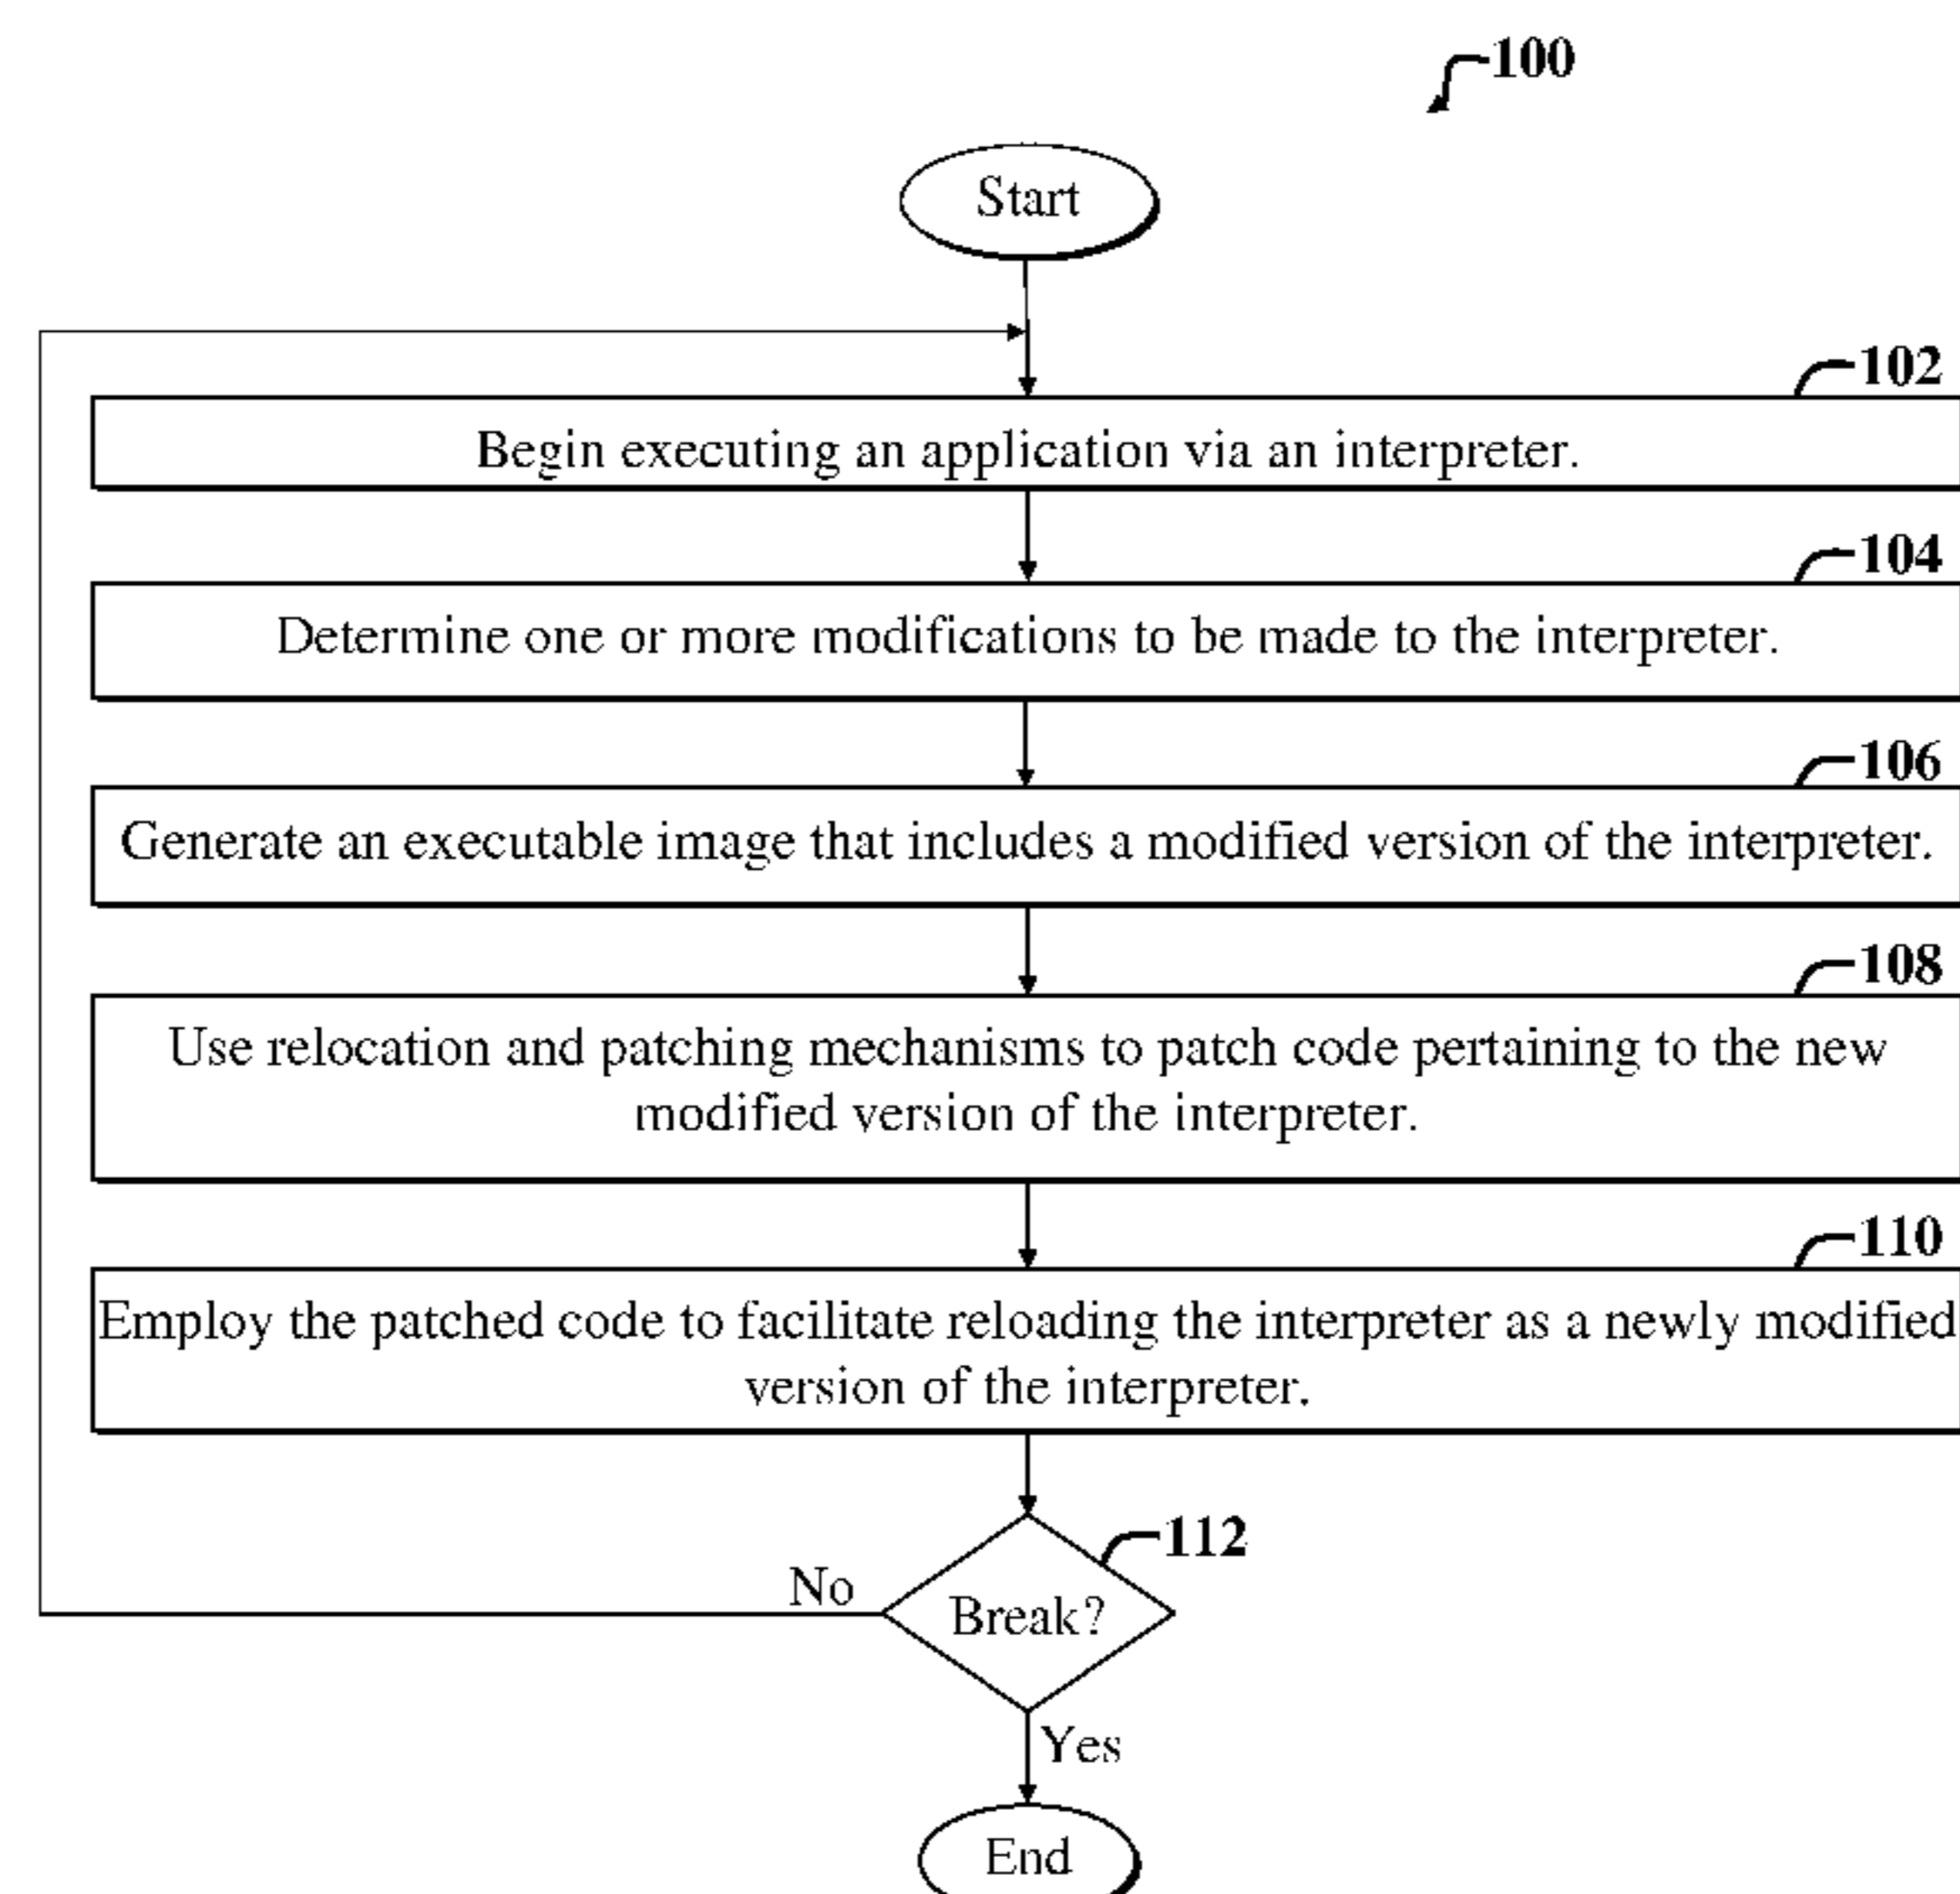 100
Start
102
Begin executing an application via an interpreter.
104
Determine one or more modifications to be made to the interpreter.
106
Generate an executable image that includes a modified version of the interpreter.
108
Use relocation and patching mechanisms to patch code pertaining to the new
modified version of the interpreter.
110
Employ the patched code to facilitate reloading the interpreter as a newly modified
version of the interpreter.
112
No
Break?
Yes
End